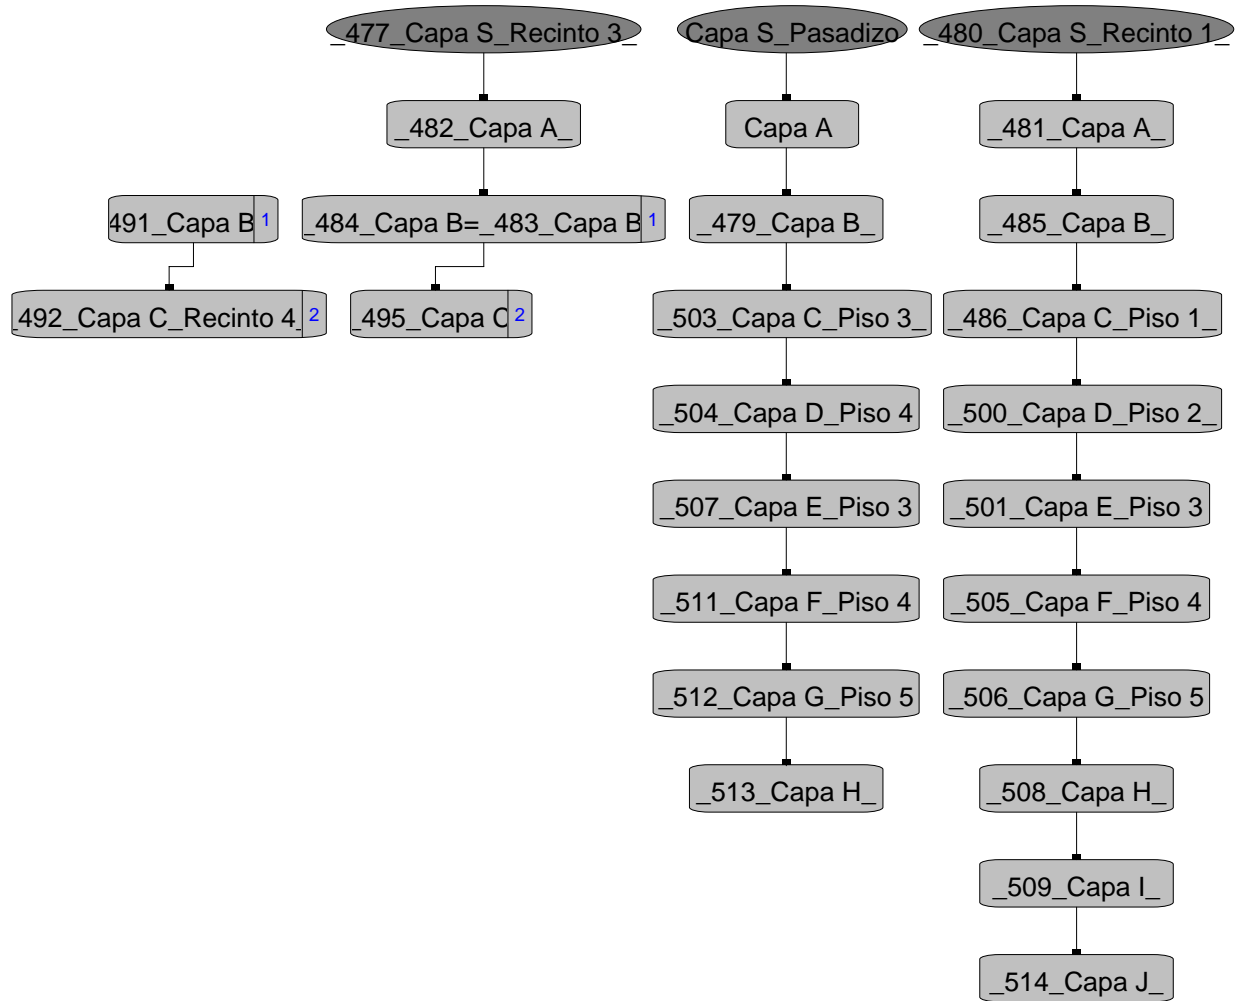 _477_Capa S_Recinto 3_ Capa S_Pasadizo _480_Capa S_Recinto 1_
_482_Capa A_ Capa A _481_Capa A_
491_Capa B 1 _484_Capa B=_483_Capa B 1 _479_Capa B_ _485_Capa B_
_492_Capa C_Recinto 4_ 2 _495_Capa C 2 _503_Capa C_Piso 3_ _486_Capa C_Piso 1_
_504_Capa D_Piso 4 _500_Capa D_Piso 2_
_507_Capa E_Piso 3 _501_Capa E_Piso 3
_511_Capa F_Piso 4 _505_Capa F_Piso 4
_512_Capa G_Piso 5 _506_Capa G_Piso 5
_513_Capa H_ _508_Capa H_
_509_Capa I_
_514_Capa J_